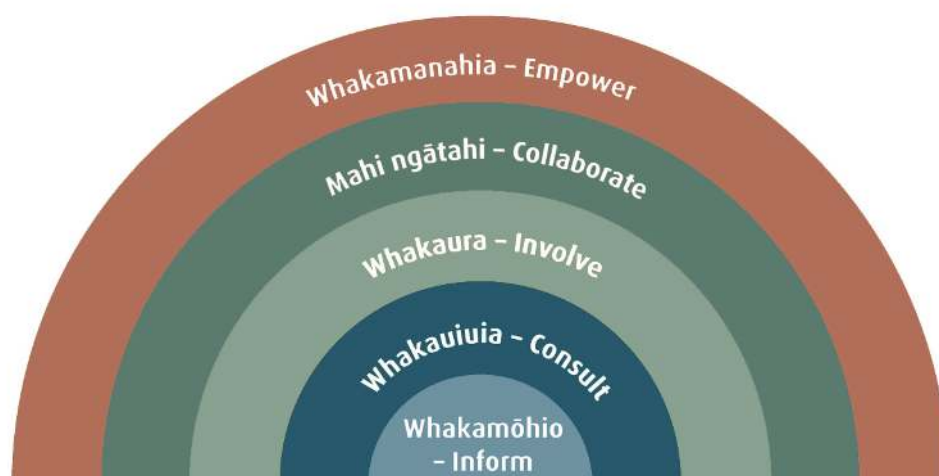 Whakamanahia – Empower
Mahi ngātahi – Collaborate
Whakaura – Involve
Whakauiuia – Consult
Whakamōhio
– Inform